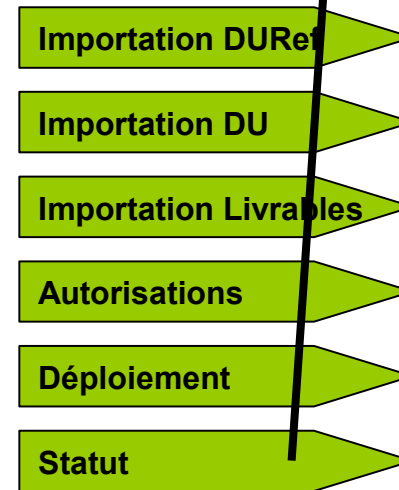 Importation DURef
Importation DU
Importation Livrables
Autorisations
Déploiement
Statut